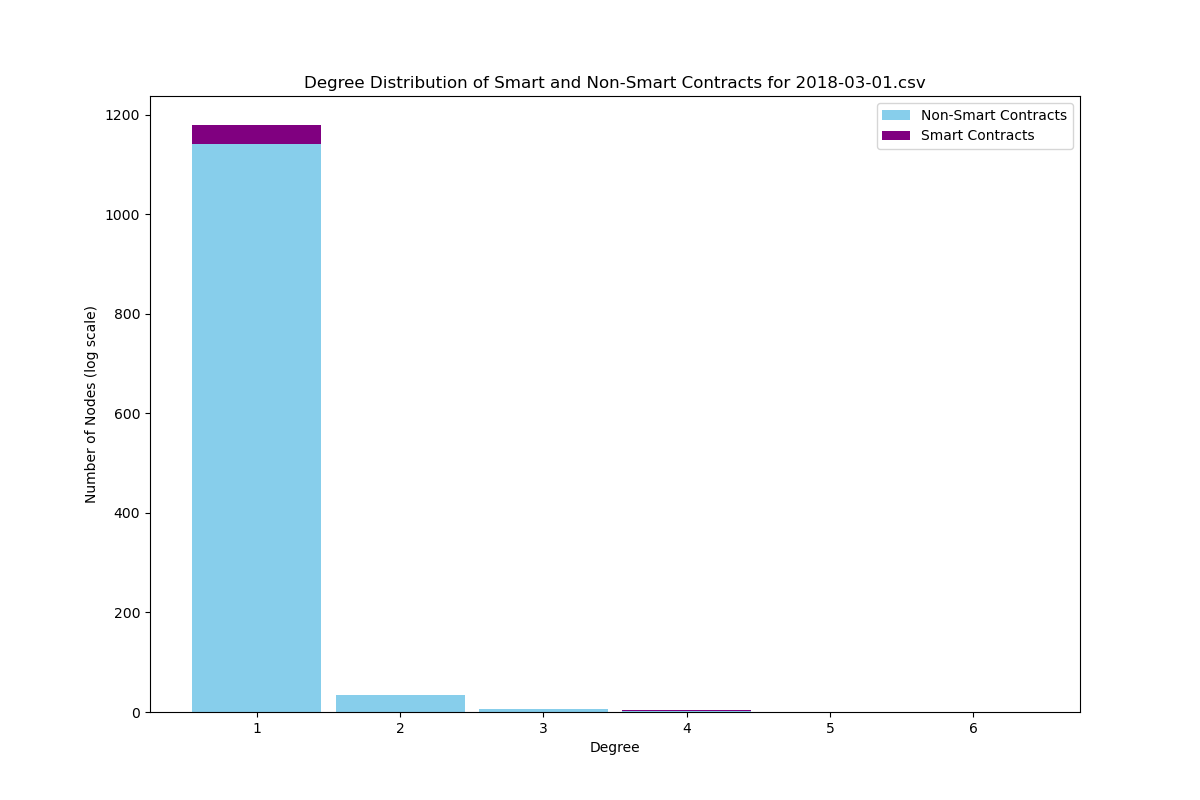 Degree Distribution of Smart and Non-Smart Contracts for 2018-03-01.csv
Non-Smart Contracts
Smart Contracts
Number of Nodes (log scale)
1200
1000
800
600
400
200
0
1 2 3 4 5 6
Degree